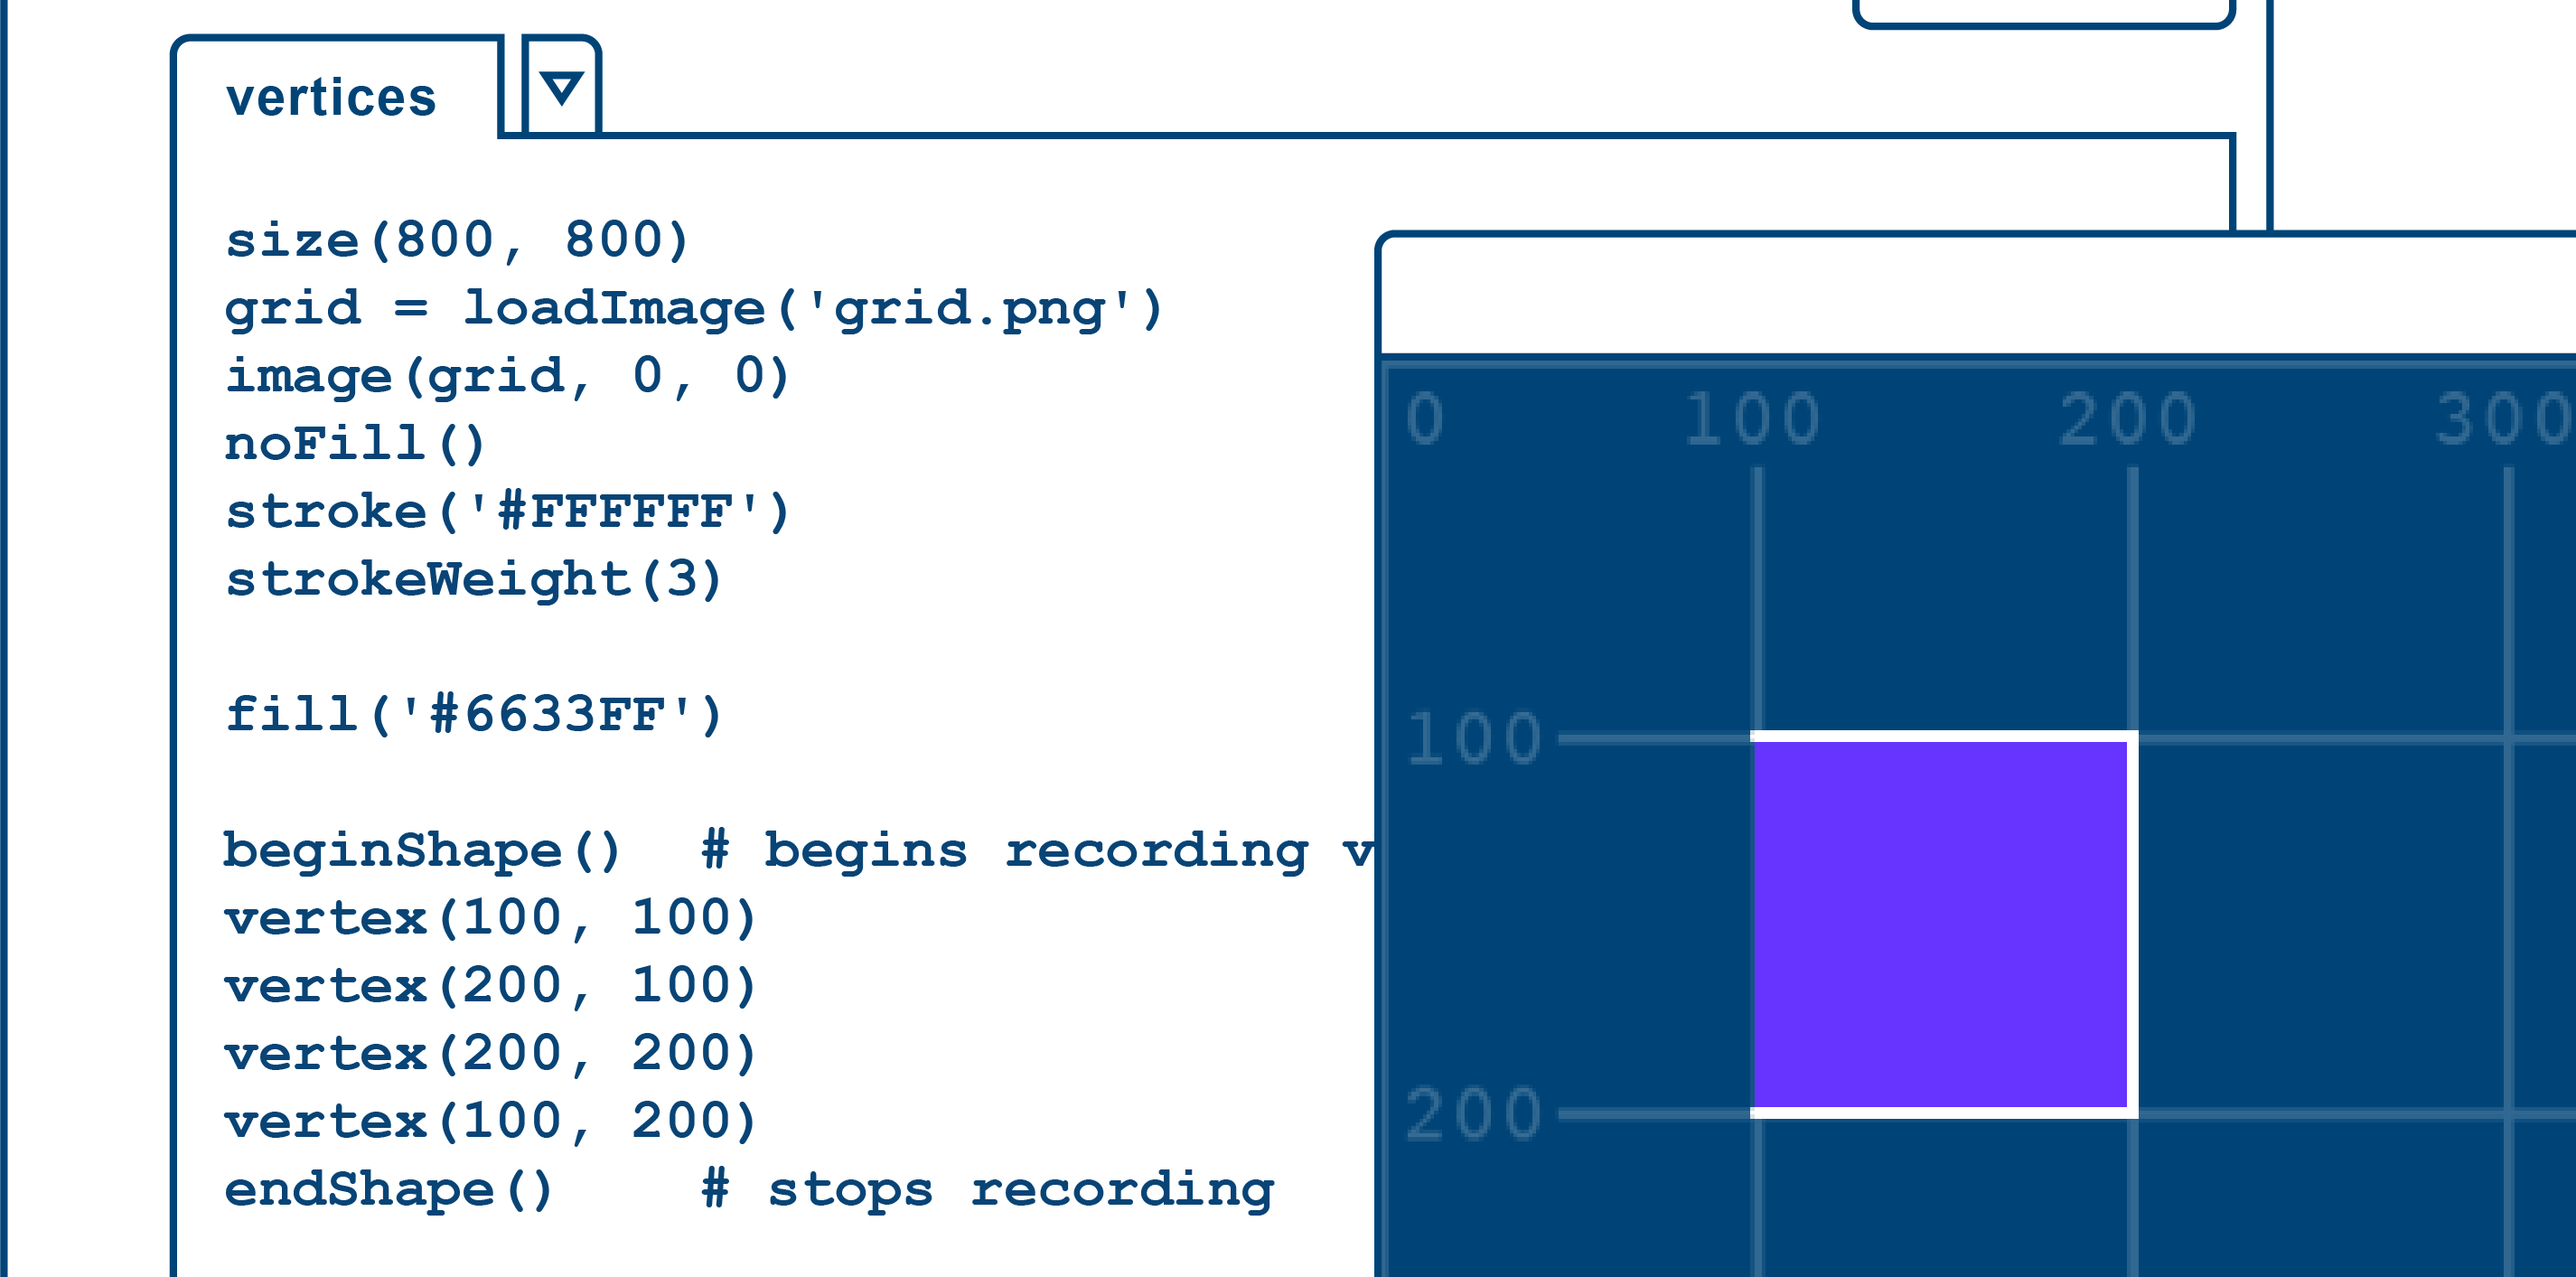 vertices
size(800, 800)
grid = loadImage('grid.png')
image(grid, 0, 0)
noFill()
stroke('#FFFFFF')
strokeWeight(3)
fill('#6633FF')
beginShape()  # begins recording v
vertex(100, 100)
vertex(200, 100)
vertex(200, 200)
vertex(100, 200)
endShape()    # stops recording
0 100 200 300
100
200